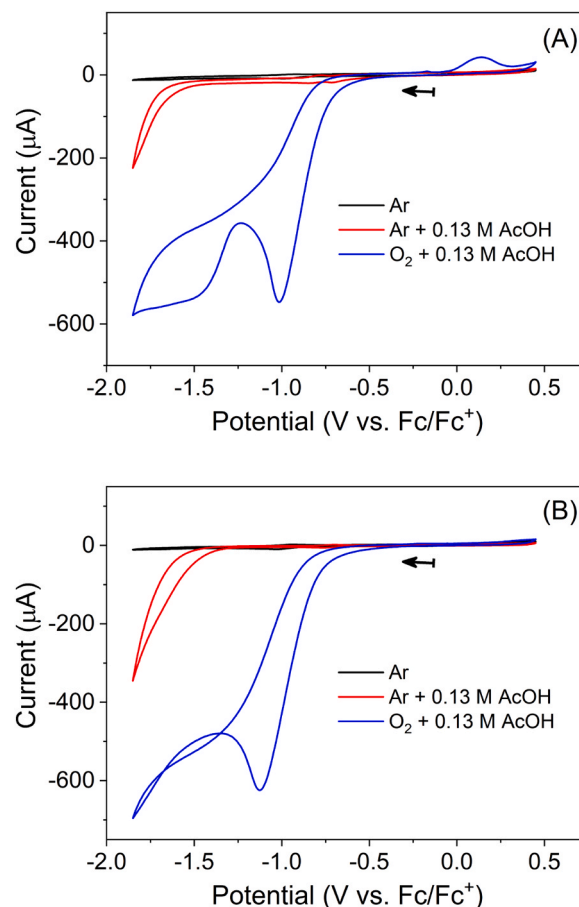 (A)
0
-200
-400
-600
Current (μA)
Ar
Ar + 0.13 M AcOH
O₂ + 0.13 M AcOH
-2.0 -1.5 -1.0 -0.5 0.0 0.5
Potential (V vs. Fc/Fc⁺)
(B)
0
-200
-400
-600
Current (μA)
Ar
Ar + 0.13 M AcOH
O₂ + 0.13 M AcOH
-2.0 -1.5 -1.0 -0.5 0.0 0.5
Potential (V vs. Fc/Fc⁺)